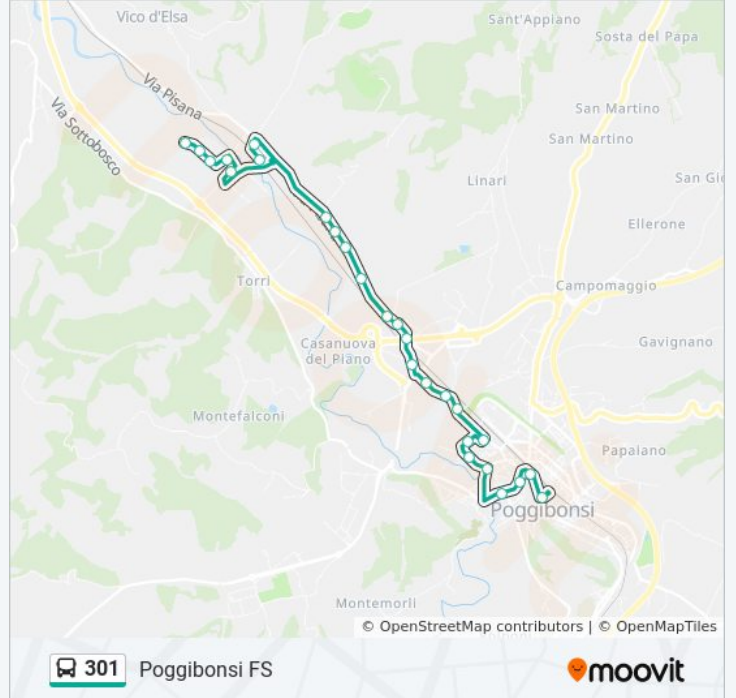 Vico d'Elsa
Sant'Appiano
Sosta del Papa
Via Pisana
Via Sottobosco
San Martino
San Martino
Linari
San Gi
Ellerone
Torri
Campomaggio
Casanuova
del Piano
Gavignano
Montefalconi
Papaiano
Poggibonsi
Montemorli
© OpenStreetMap contributors | © OpenMapTiles
301 Poggibonsi FS
moovit